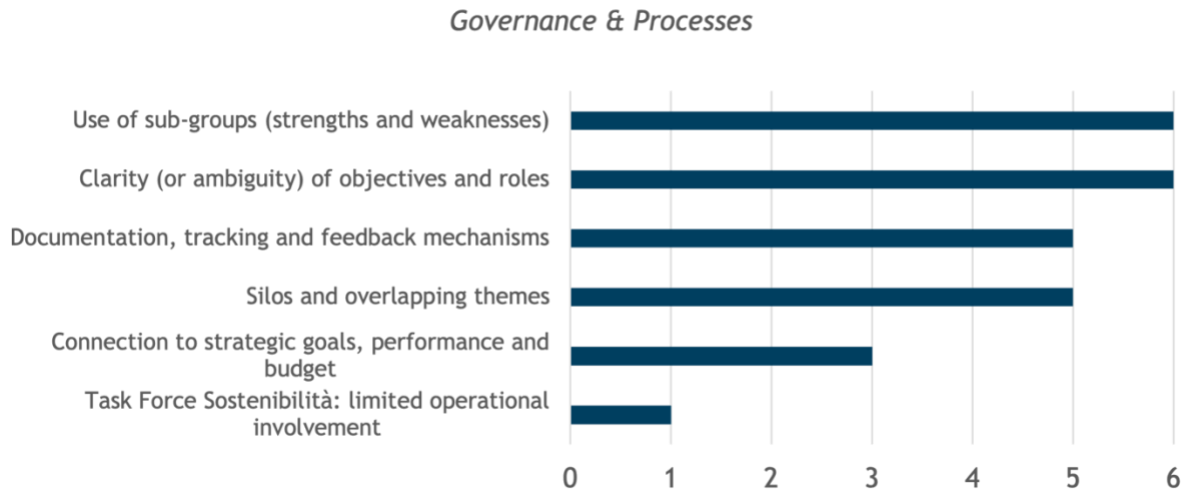 Governance & Processes
Use of sub-groups (strengths and weaknesses)
Clarity (or ambiguity) of objectives and roles
Documentation, tracking and feedback mechanisms
Silos and overlapping themes
Connection to strategic goals, performance and
budget
Task Force Sostenibilità: limited operational
involvement
0 1 2 3 4 5 6